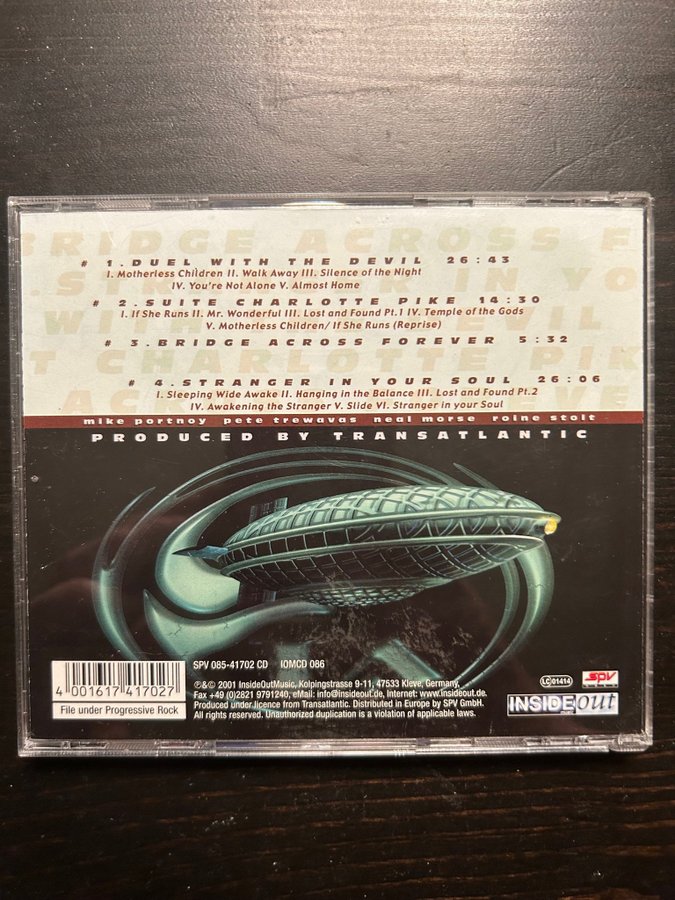 BRIDGE ACROSS F
# 1. DUEL WITH THE DEVIL 26:43
I. Motherless Children II. Walk Away III. Silence of the Night
IV. You're Not Alone V. Almost Home
# 2. SUITE CHARLOTTE PIKE 14:30
I. If She Runs II. Mr. Wonderful III. Lost and Found Pt.1 IV. Temple of the Gods
V. Motherless Children/ If She Runs (Reprise)
# 3. BRIDGE ACROSS FOREVER 5:32
# 4. STRANGER IN YOUR SOUL 26:06
I. Sleeping Wide Awake II. Hanging in the Balance III. Lost and Found Pt.2
IV. Awakening the Stranger V. Slide VI. Stranger in your Soul
mike portnoy pete trewavas neal morse roine stolt
PRODUCED BY TRANSATLANTIC
SPV 085-41702 CD IOMCD 086
4 001617 417027
File under Progressive Rock
℗&© 2001 InsideOutMusic, Kolpingstrasse 9-11, 47533 Kleve, Germany,
Fax +49 (0)2821 9791240, eMail: info@insideout.de, Internet: www.insideout.de.
Produced under licence from Transatlantic. Distributed in Europe by SPV GmbH.
All rights reserved. Unauthorized duplication is a violation of applicable laws.
LC 01414
SPV
INSIDEout